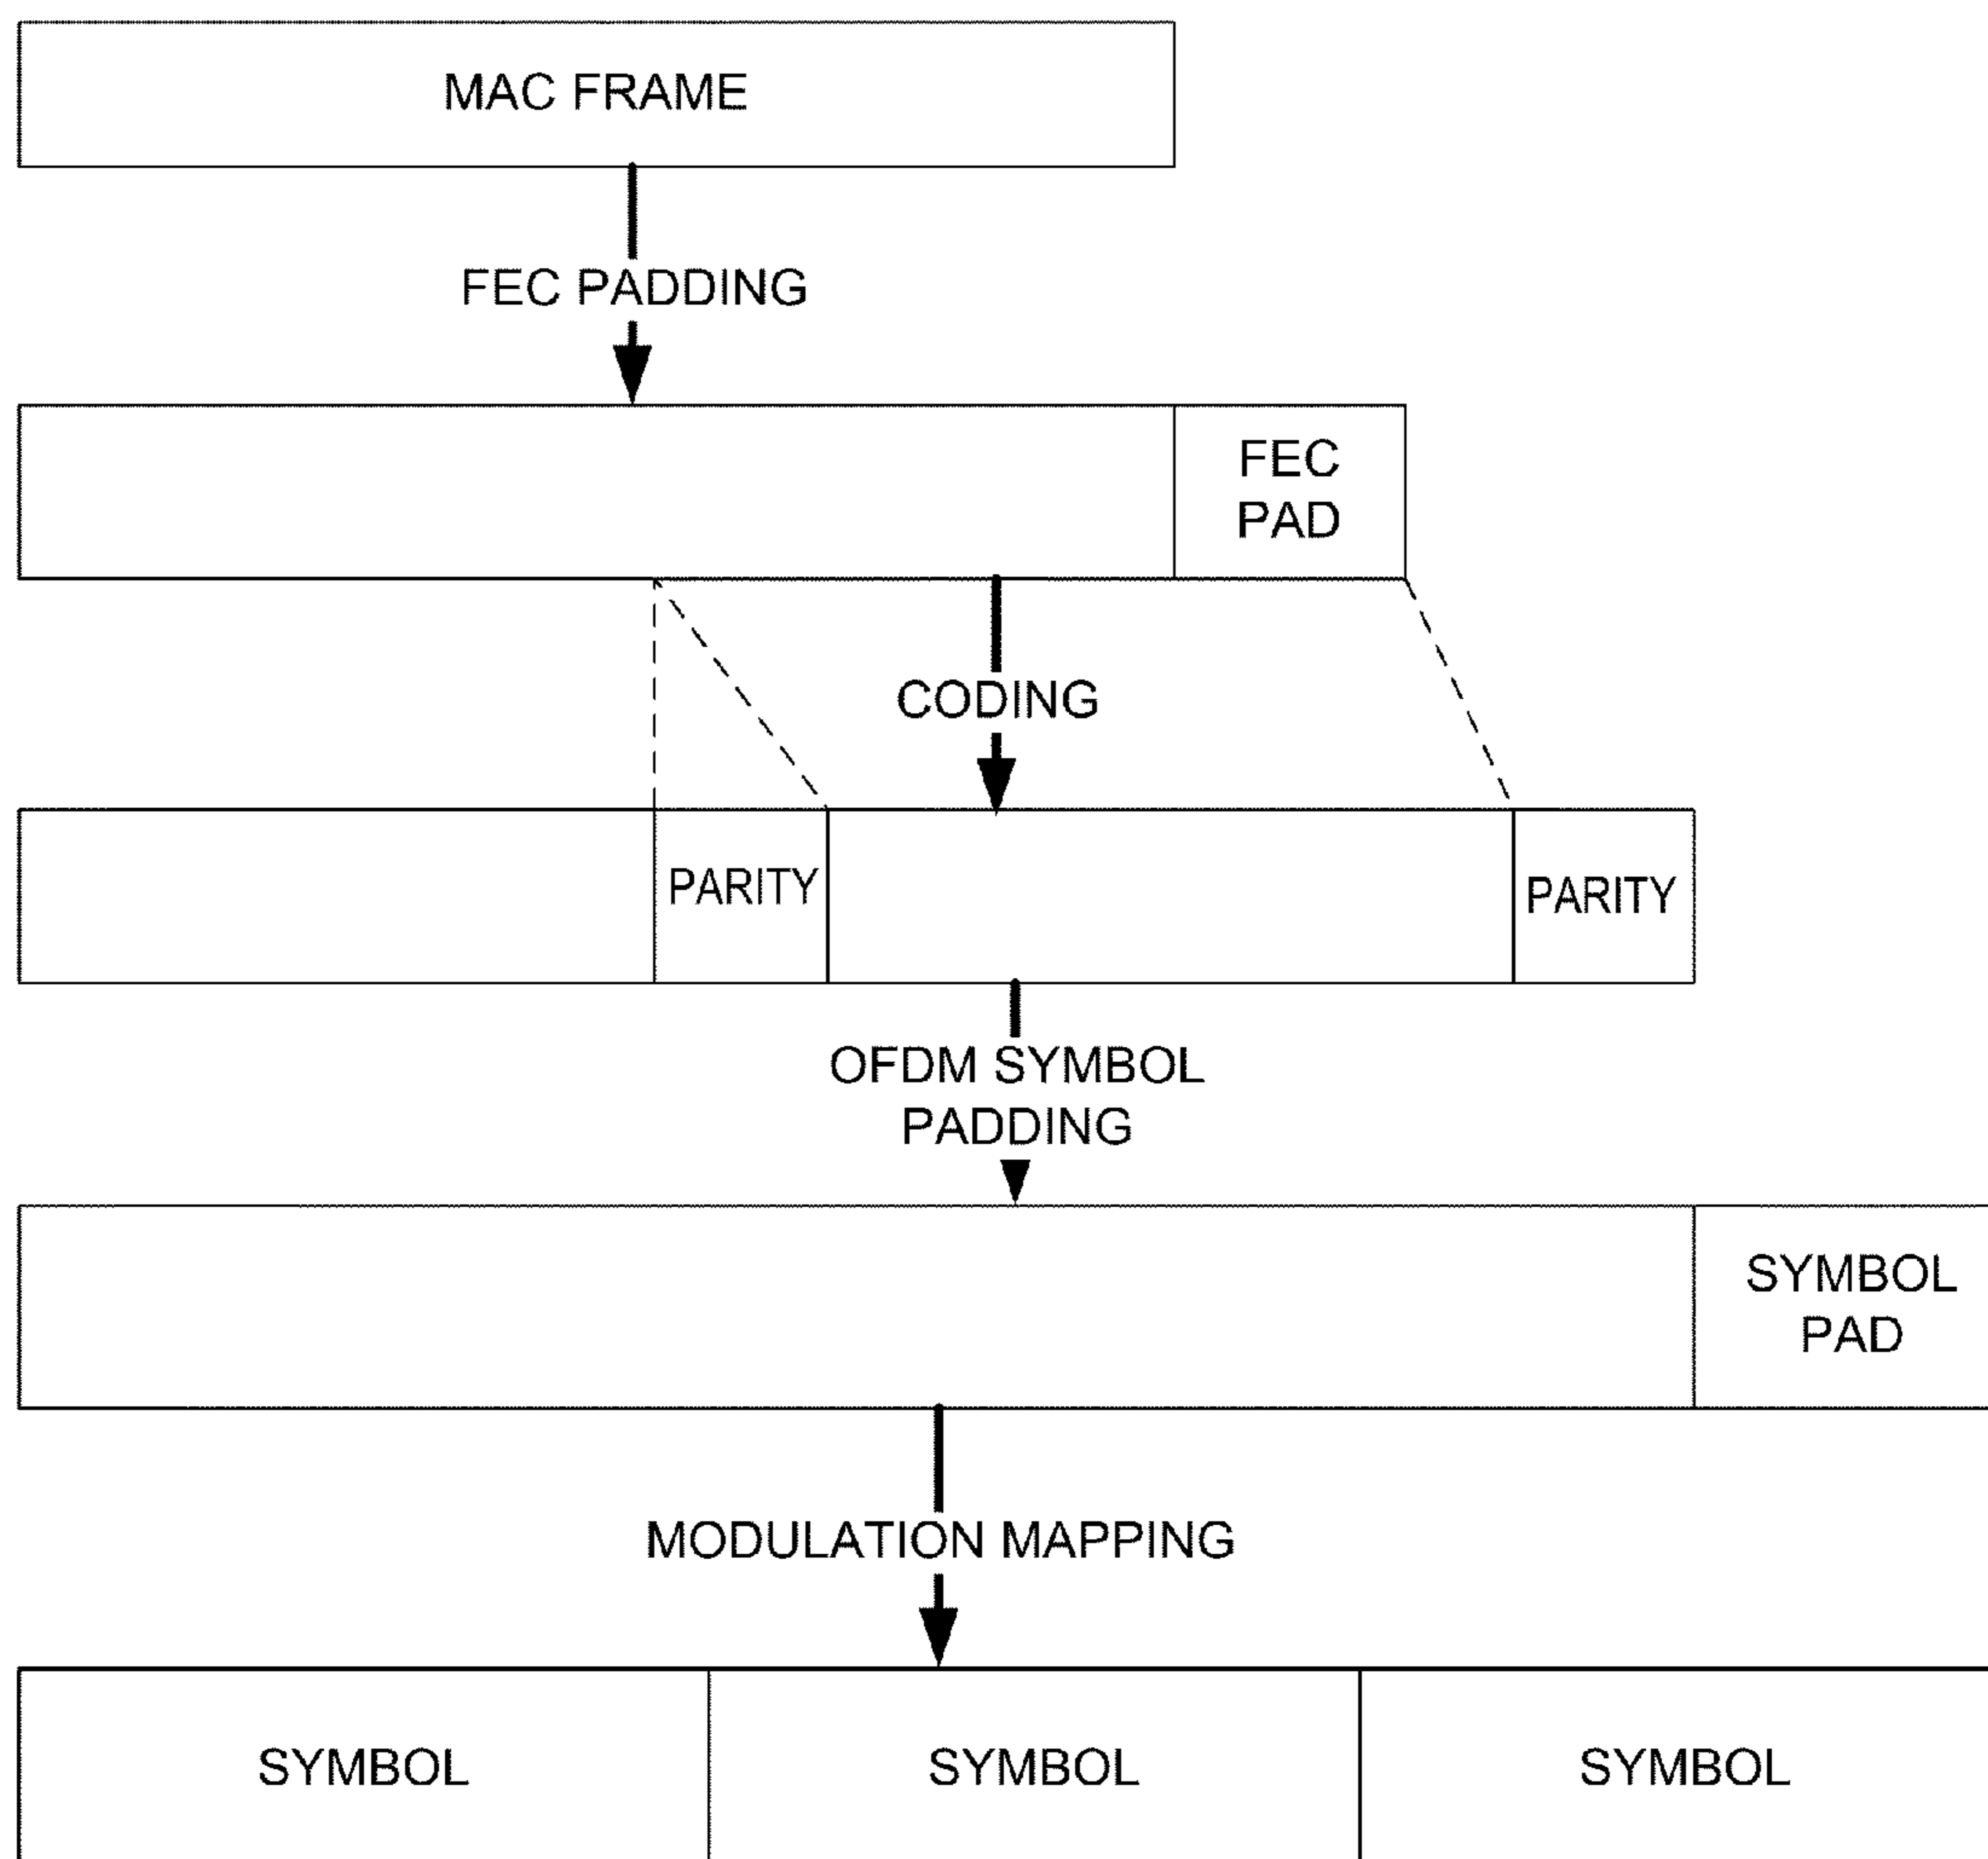 MAC FRAME
FEC PADDING
FEC
PAD
CODING
PARITY
PARITY
OFDM SYMBOL
PADDING
SYMBOL
PAD
MODULATION MAPPING
SYMBOL
SYMBOL
SYMBOL